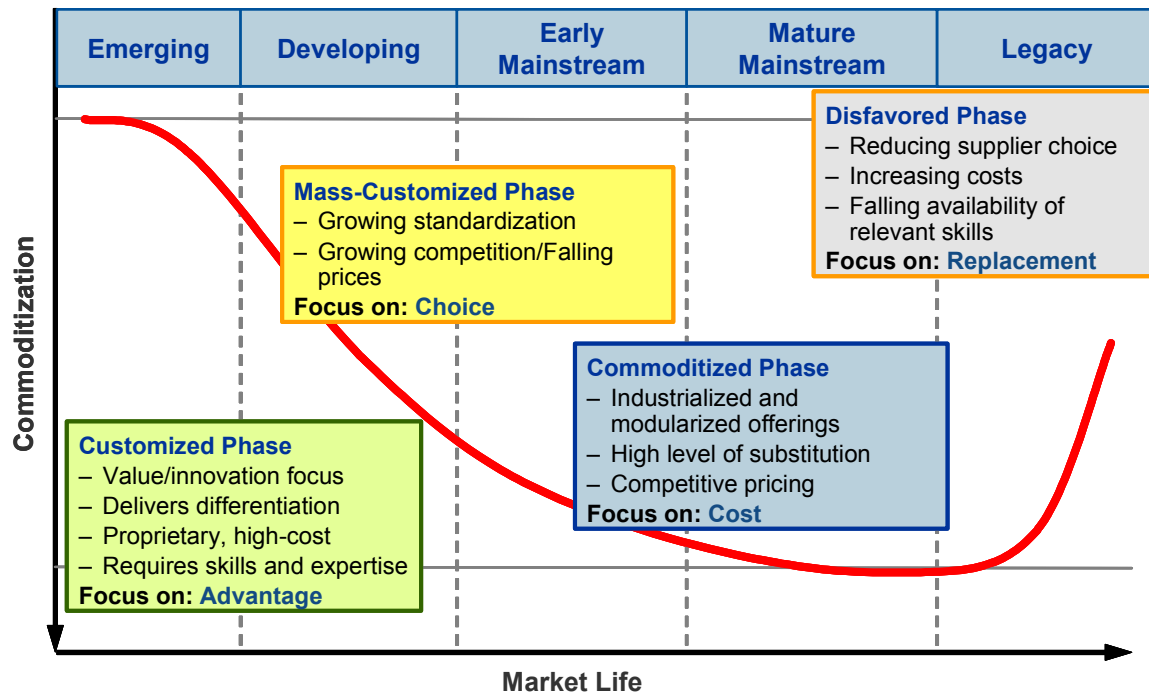 Emerging
Developing
Early
Mainstream
Mature
Mainstream
Legacy
Disfavored Phase
– Reducing supplier choice
– Increasing costs
– Falling availability of
relevant skills
Focus on: Replacement
Mass-Customized Phase
– Growing standardization
– Growing competition/Falling
prices
Focus on: Choice
Commoditized Phase
– Industrialized and
modularized offerings
– High level of substitution
– Competitive pricing
Focus on: Cost
Customized Phase
– Value/innovation focus
– Delivers differentiation
– Proprietary, high-cost
– Requires skills and expertise
Focus on: Advantage
Commoditization
Market Life